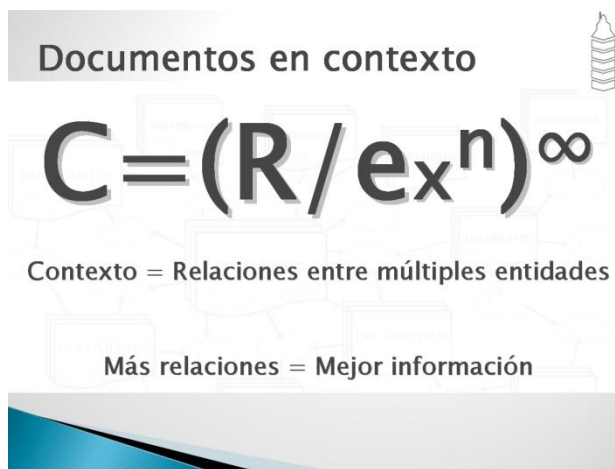 Documentos en contexto
C=(R/eₓⁿ)^∞
Contexto = Relaciones entre múltiples entidades
Más relaciones = Mejor información